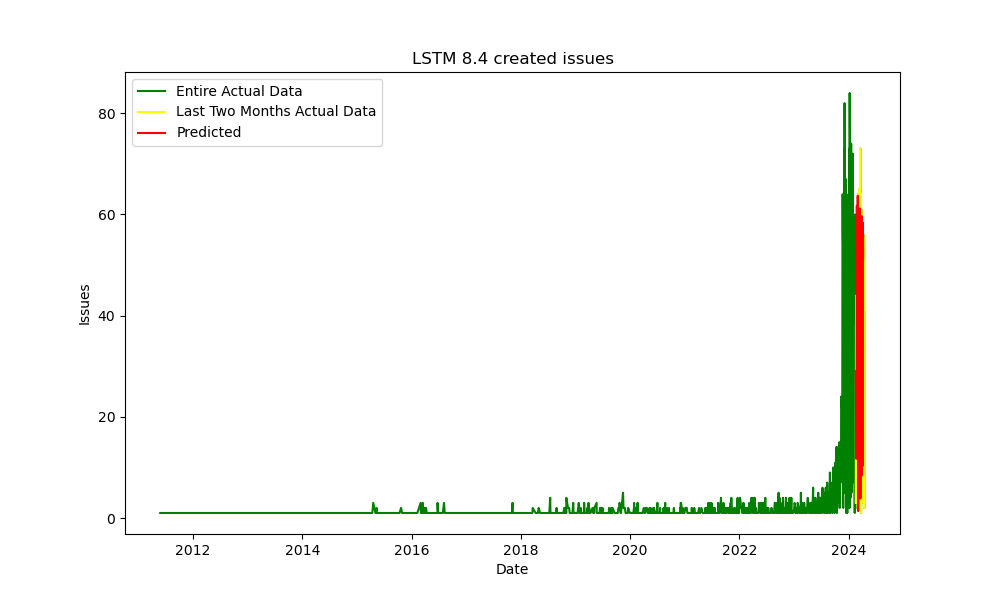 LSTM 8.4 created issues
Entire Actual Data
Last Two Months Actual Data
Predicted
80
60
40
20
0
Issues
2012
2014
2016
2018
2020
2022
2024
Date